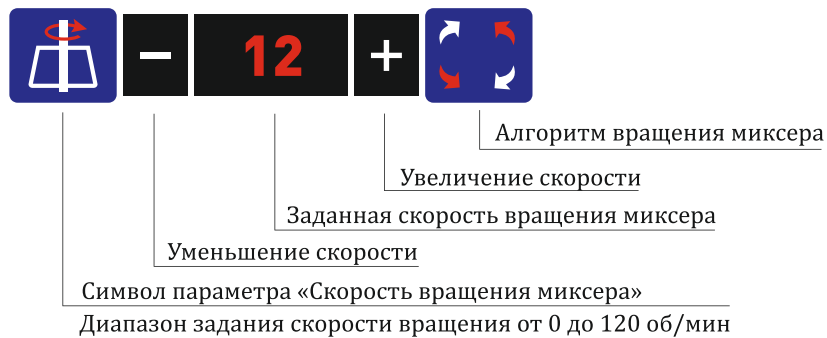 − 12 +
Алгоритм вращения миксера
Увеличение скорости
Заданная скорость вращения миксера
Уменьшение скорости
Символ параметра «Скорость вращения миксера»
Диапазон задания скорости вращения от 0 до 120 об/мин